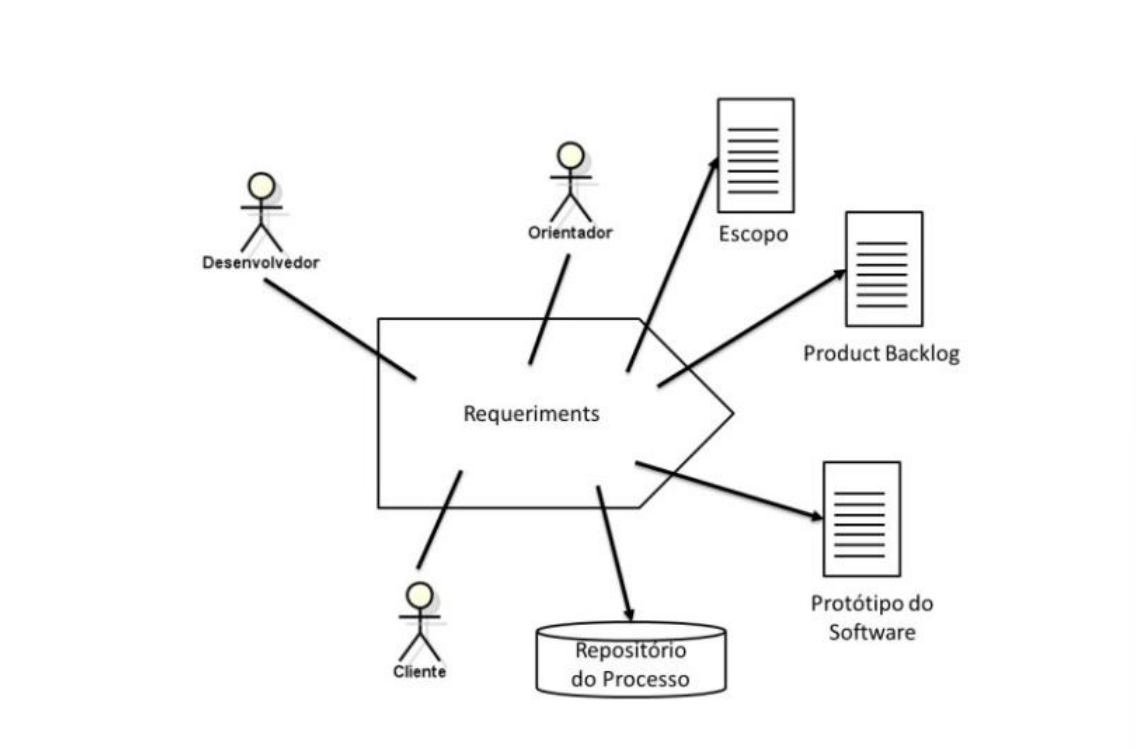 Orientador
Escopo
Desenvolvedor
Product Backlog
Requeriments
Protótipo do
Software
Repositório
do Processo
Cliente